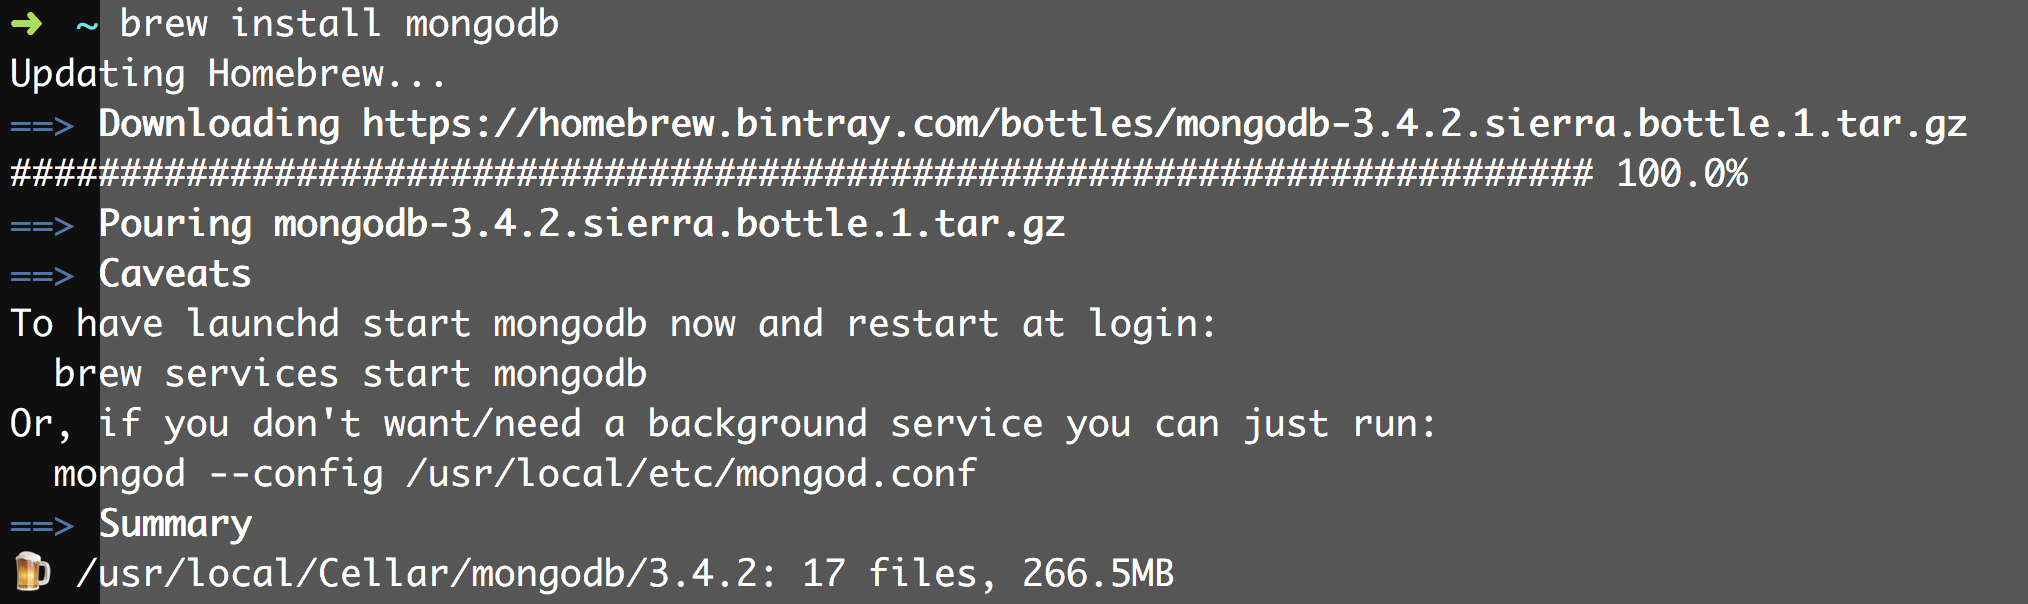 ➜  ~ brew install mongodb
Updating Homebrew...
==> Downloading https://homebrew.bintray.com/bottles/mongodb-3.4.2.sierra.bottle.1.tar.gz
######################################################################## 100.0%
==> Pouring mongodb-3.4.2.sierra.bottle.1.tar.gz
==> Caveats
To have launchd start mongodb now and restart at login:
  brew services start mongodb
Or, if you don't want/need a background service you can just run:
  mongod --config /usr/local/etc/mongod.conf
==> Summary
🍺 /usr/local/Cellar/mongodb/3.4.2: 17 files, 266.5MB